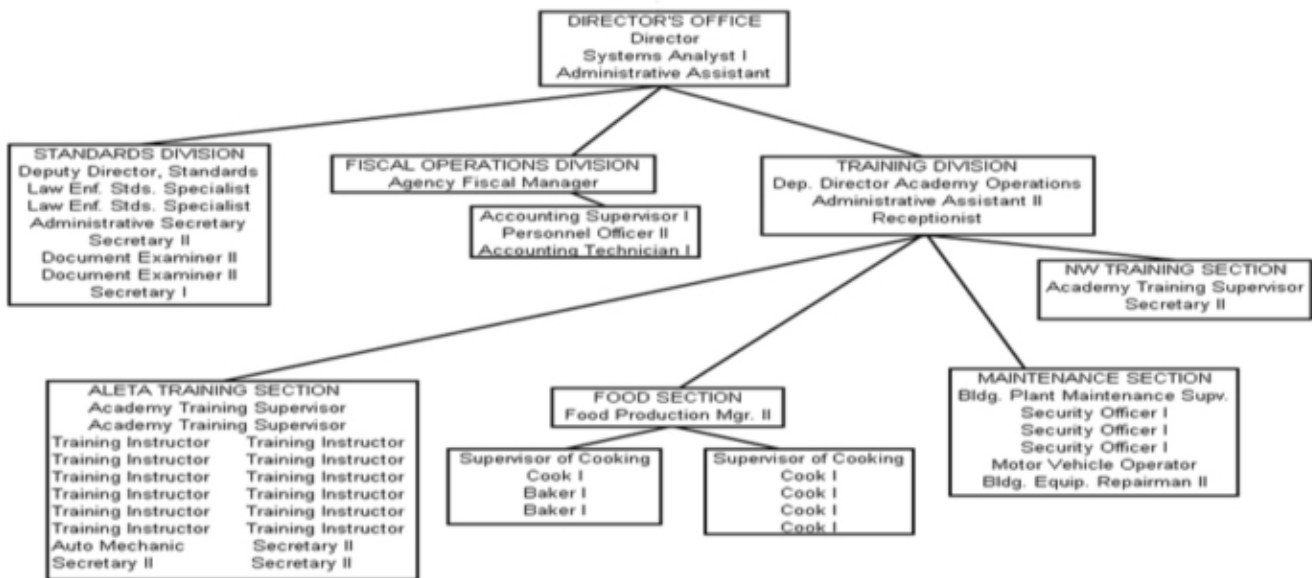 DIRECTOR'S OFFICE
Director
Systems Analyst I
Administrative Assistant
STANDARDS DIVISION
Deputy Director, Standards
Law Enf. Stds. Specialist
Law Enf. Stds. Specialist
Administrative Secretary
Secretary II
Document Examiner II
Document Examiner II
Secretary I
FISCAL OPERATIONS DIVISION
Agency Fiscal Manager
Accounting Supervisor I
Personnel Officer II
Accounting Technician I
TRAINING DIVISION
Dep. Director Academy Operations
Administrative Assistant II
Receptionist
NW TRAINING SECTION
Academy Training Supervisor
Secretary II
ALETA TRAINING SECTION
Academy Training Supervisor
Academy Training Supervisor
Training Instructor Training Instructor
Training Instructor Training Instructor
Training Instructor Training Instructor
Training Instructor Training Instructor
Training Instructor Training Instructor
Training Instructor Training Instructor
Auto Mechanic Secretary II
Secretary II Secretary II
FOOD SECTION
Food Production Mgr. II
Supervisor of Cooking
Cook I
Baker I
Baker I
Supervisor of Cooking
Cook I
Cook I
Cook I
Cook I
MAINTENANCE SECTION
Bldg. Plant Maintenance Supv.
Security Officer I
Security Officer I
Security Officer I
Motor Vehicle Operator
Bldg. Equip. Repairman II